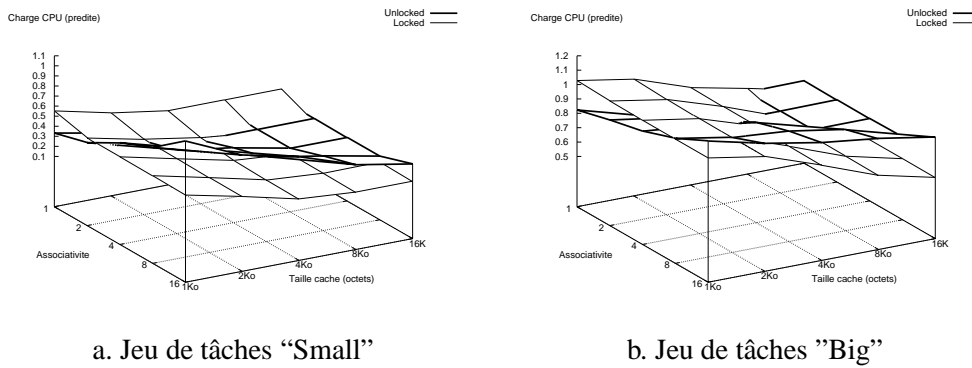 Charge CPU (predite)
Unlocked
Locked
1.1
1
0.9
0.8
0.7
0.6
0.5
0.4
0.3
0.2
0.1
1
2
4
8
16
Associativite
1Ko
2Ko
4Ko
8Ko
16K
Taille cache (octets)
a. Jeu de tâches “Small”
Charge CPU (predite)
Unlocked
Locked
1.2
1.1
1
0.9
0.8
0.7
0.6
0.5
1
2
4
8
16
Associativite
1Ko
2Ko
4Ko
8Ko
16K
Taille cache (octets)
b. Jeu de tâches ”Big”